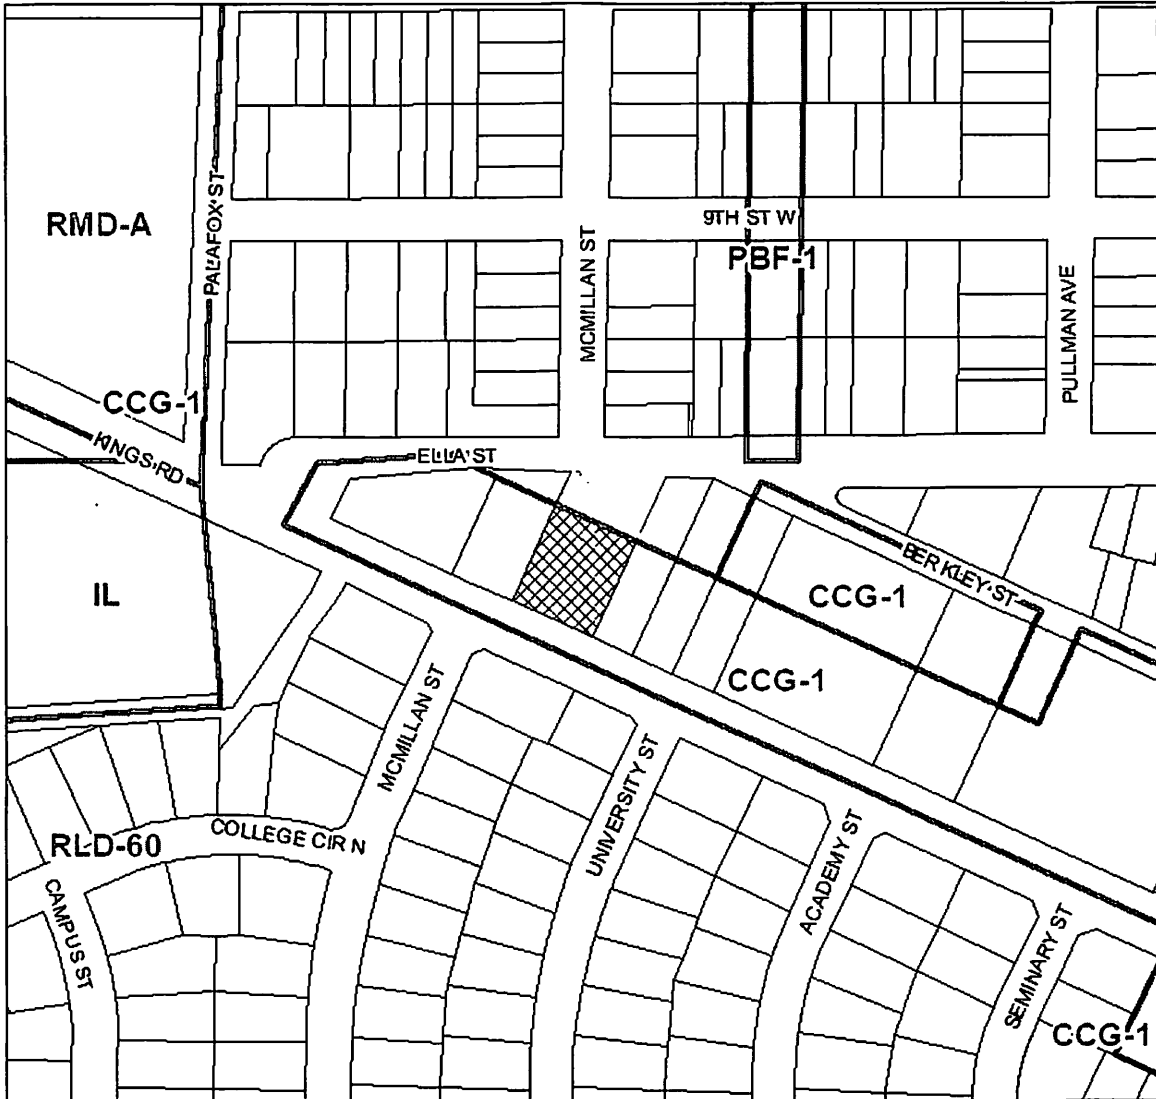 RMD-A
PALAFOX ST
9TH ST W
PBF-1
MCMILLAN ST
PULLMAN AVE
CCG-1
KINGS RD
ELLA ST
BERKLEY ST
IL
CCG-1
CCG-1
MCMILLAN ST
UNIVERSITY ST
RLD-60
COLLEGE CIR N
ACADEMY ST
CAMPUS ST
SEMINARY ST
CCG-1